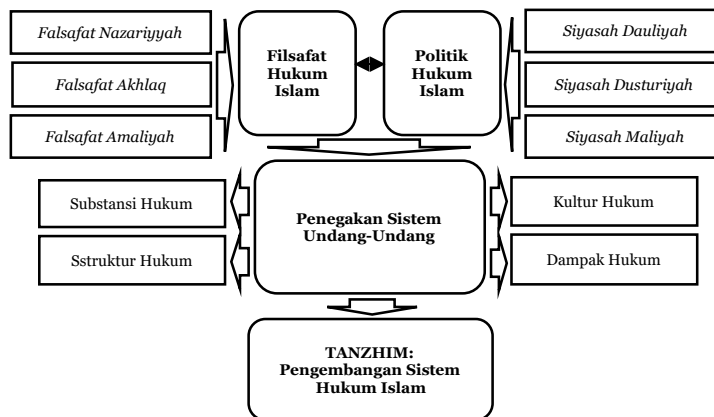 Falsafat Nazariyyah
Falsafat Akhlaq
Falsafat Amaliyah
Filsafat
Hukum
Islam
Politik
Hukum
Islam
Siyasah Dauliyah
Siyasah Dusturiyah
Siyasah Maliyah
Substansi Hukum
Sstruktur Hukum
Penegakan Sistem
Undang-Undang
Kultur Hukum
Dampak Hukum
TANZHIM:
Pengembangan Sistem
Hukum Islam